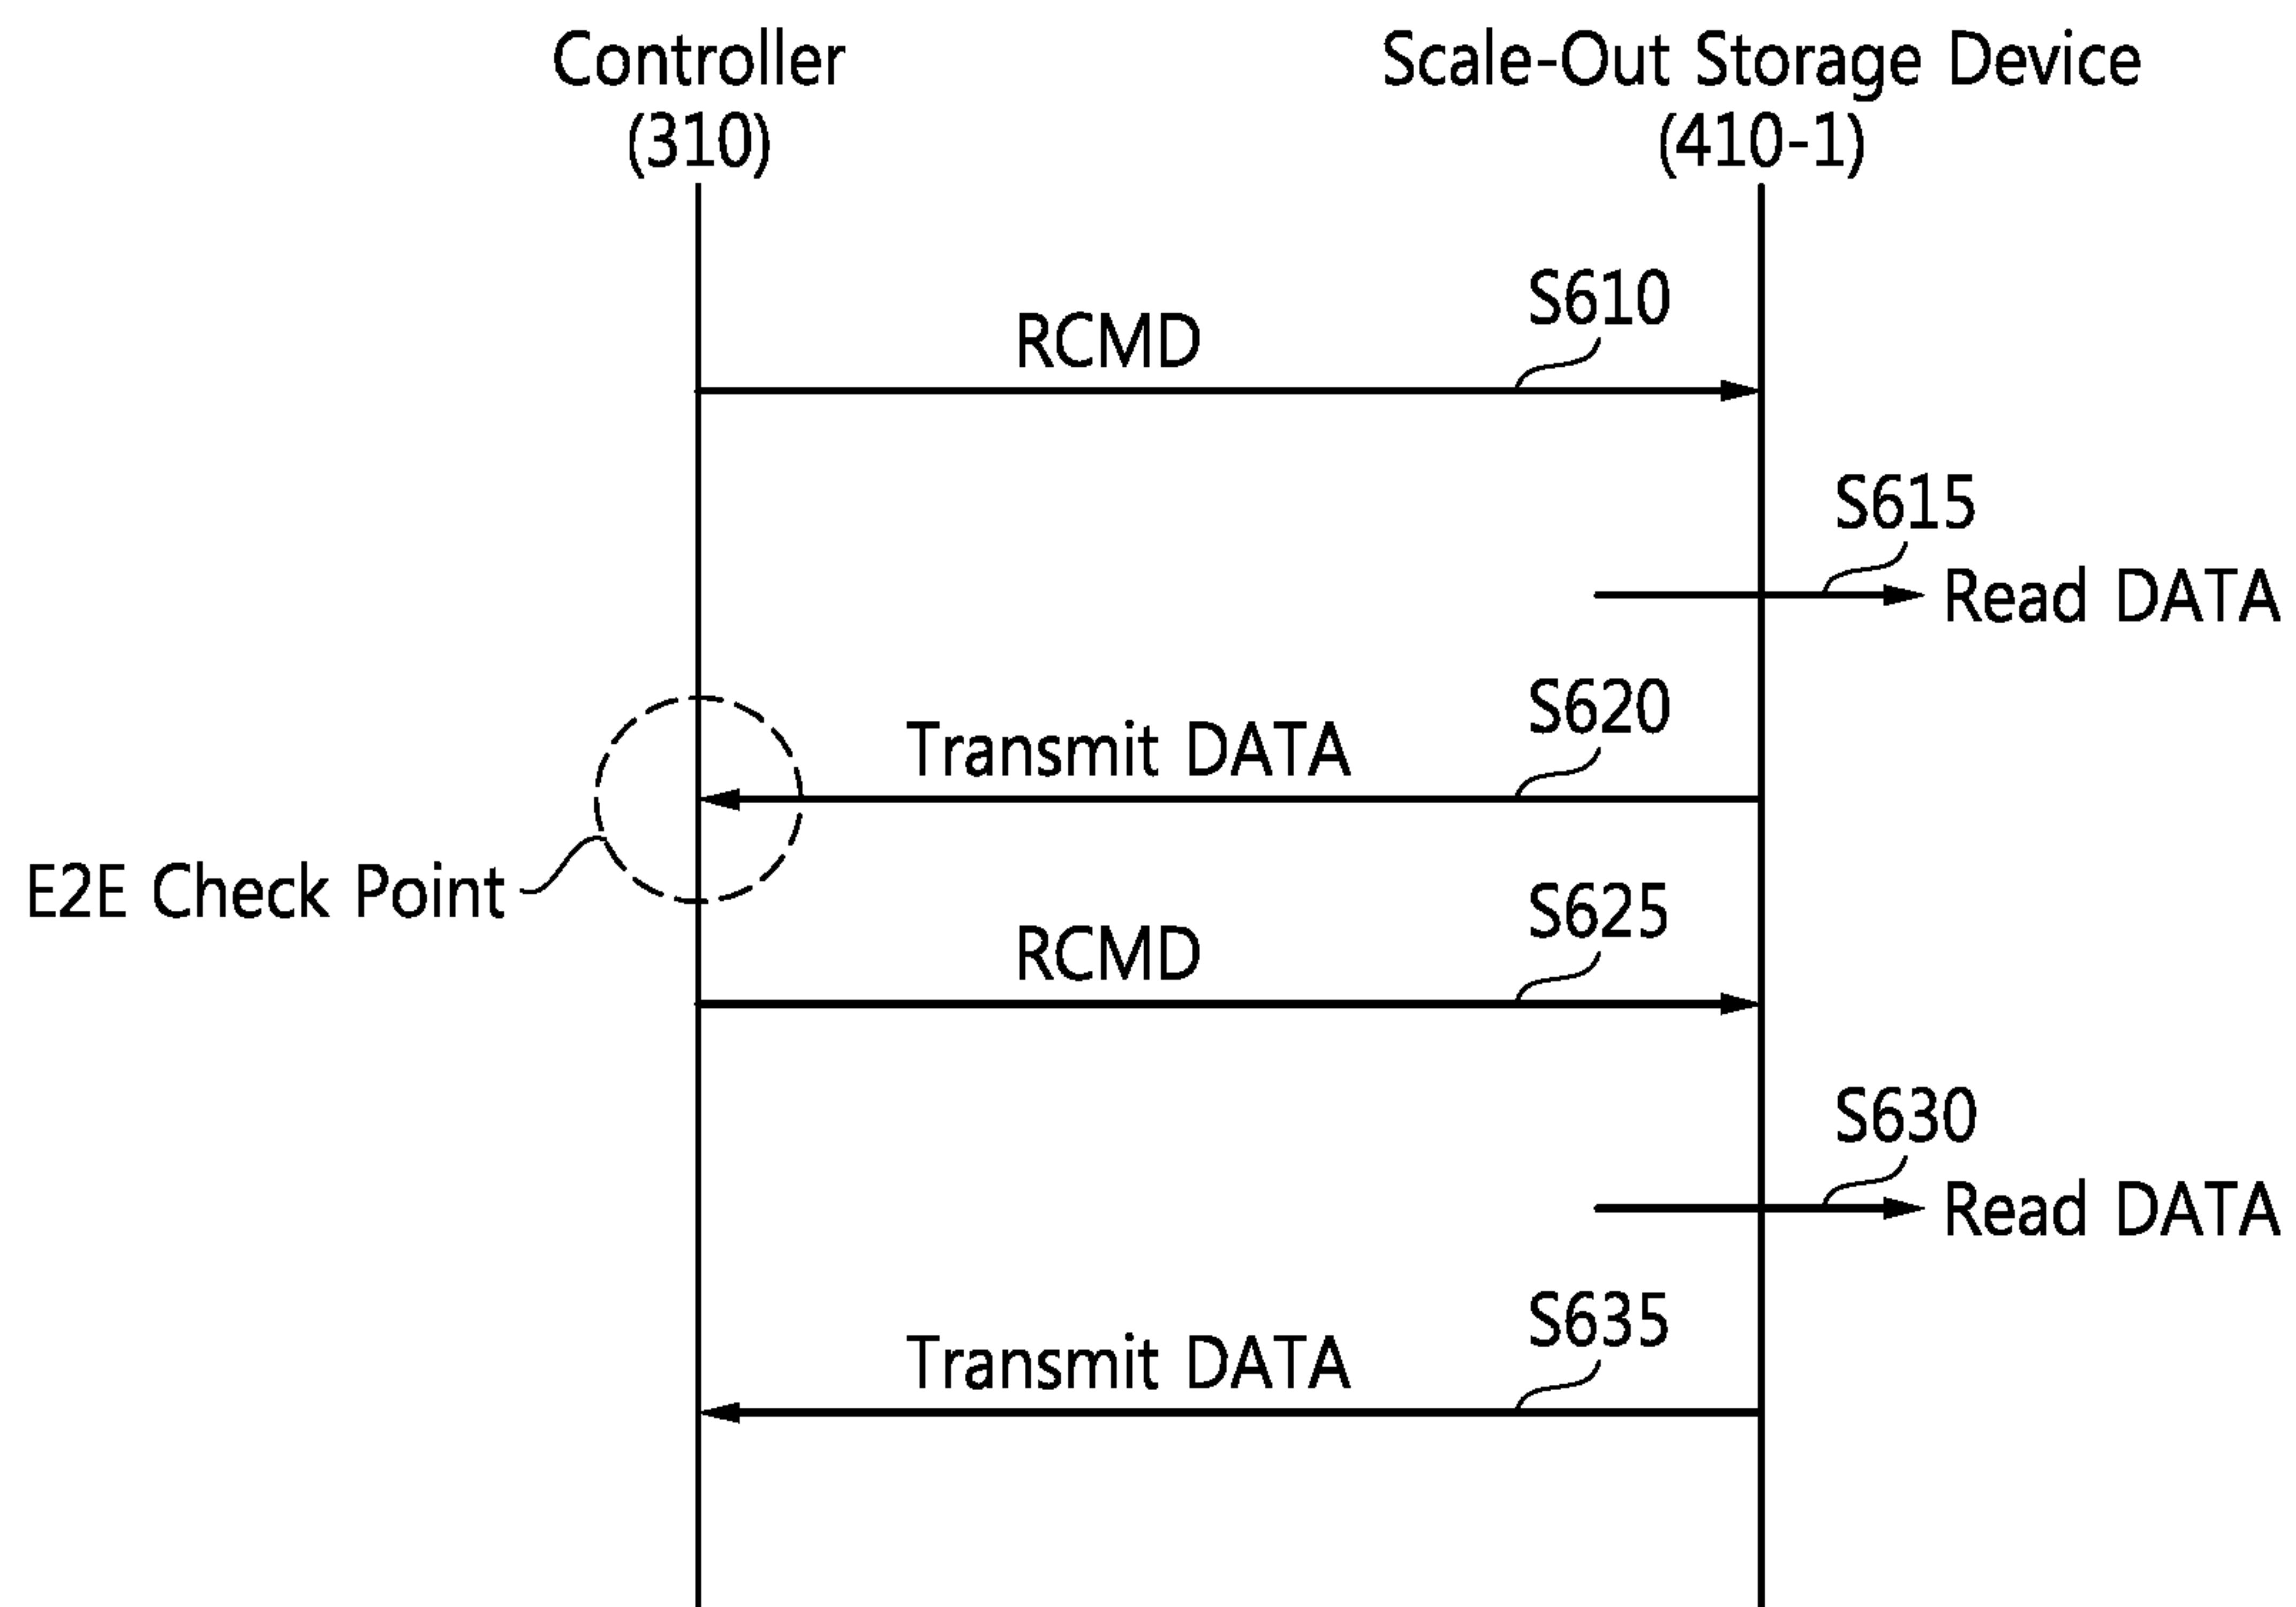 Controller
(310)
Scale-Out Storage Device
(410-1)
S610
RCMD
S615
Read DATA
S620
Transmit DATA
E2E Check Point
S625
RCMD
S630
Read DATA
S635
Transmit DATA